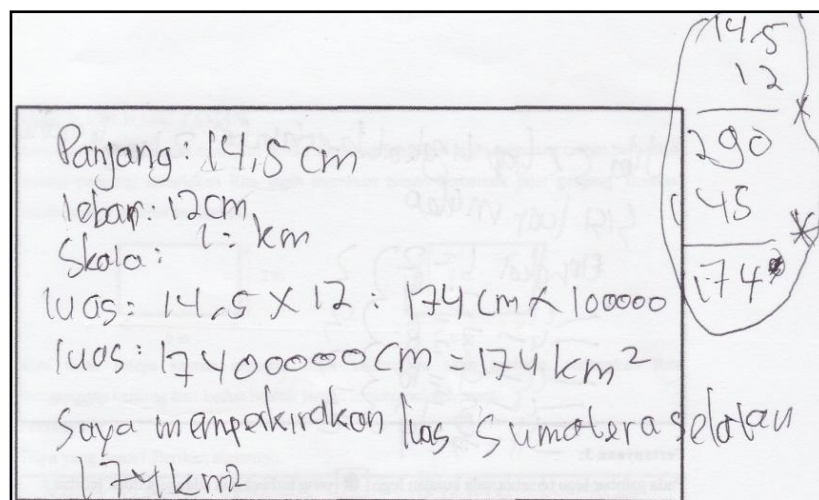 Panjang: 14,5 cm
lebar: 12 cm
Skala: 1: km
luas: 14,5 x 12 : 174 cm x 100000
luas: 17400000 cm = 174 km²
Saya memperkirakan luas Sumatera selatan
174 km²
14,5
12
x
290
145
174